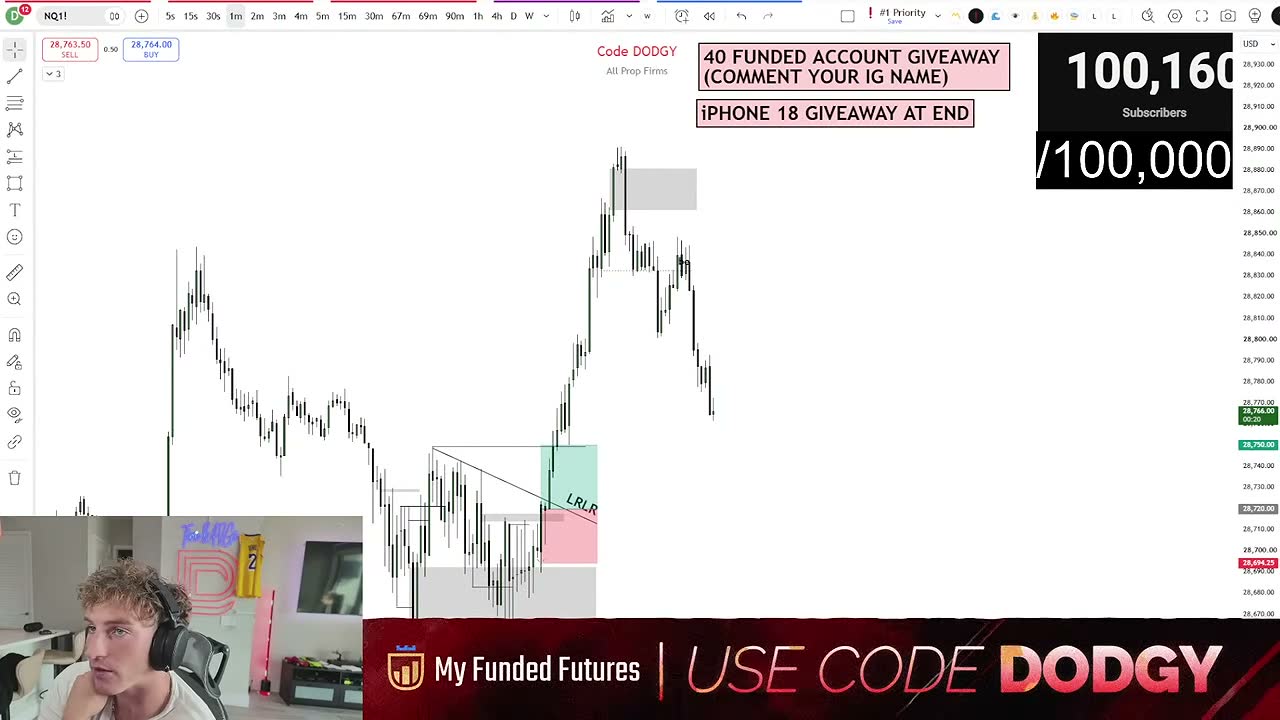 D 12 NQ1! 5s 15s 30s 1m 2m 3m 4m 5m 15m 30m 67m 69m 90m 1h 4h D W #1 Priority
Save
L L
28,763.50
SELL
0.50
28,764.00
BUY
3
Code DODGY
All Prop Firms
40 FUNDED ACCOUNT GIVEAWAY
(COMMENT YOUR IG NAME)
iPHONE 18 GIVEAWAY AT END
100,160
Subscribers
/100,000
USD
28,930.00
28,920.00
28,910.00
28,900.00
28,890.00
28,880.00
28,870.00
28,860.00
28,850.00
28,840.00
28,830.00
28,820.00
28,810.00
28,800.00
28,790.00
28,780.00
28,770.00
28,766.00
00:20
28,750.00
28,740.00
28,730.00
28,720.00
28,710.00
28,700.00
28,694.25
28,690.00
28,680.00
28,670.00
LRLR
D
2
My Funded Futures
USE CODE DODGY